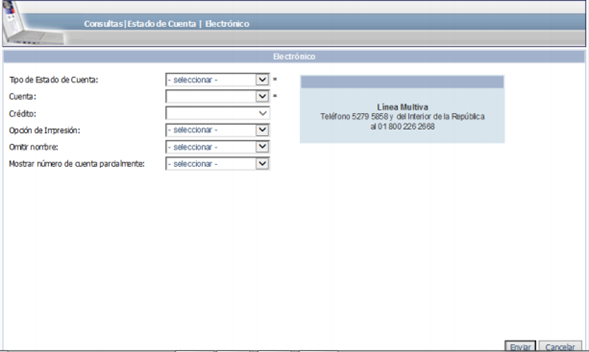 Consultas|Estado de Cuenta | Electrónico
Electrónico
Tipo de Estado de Cuenta: - seleccionar - *
Cuenta: *
Crédito:
Opción de Impresión: - seleccionar -
Omitir nombre: - seleccionar -
Mostrar número de cuenta parcialmente: - seleccionar -
Línea Multiva
Teléfono 5279 5858 y del Interior de la República
al 01 800 226 2668
Enviar Cancelar